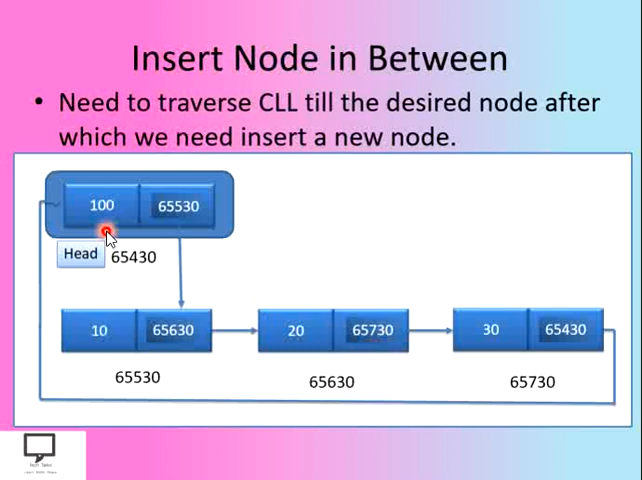 Insert Node in Between
• Need to traverse CLL till the desired node after
which we need insert a new node.
100 65530
Head 65430
10 65630 20 65730 30 65430
65530 65630 65730